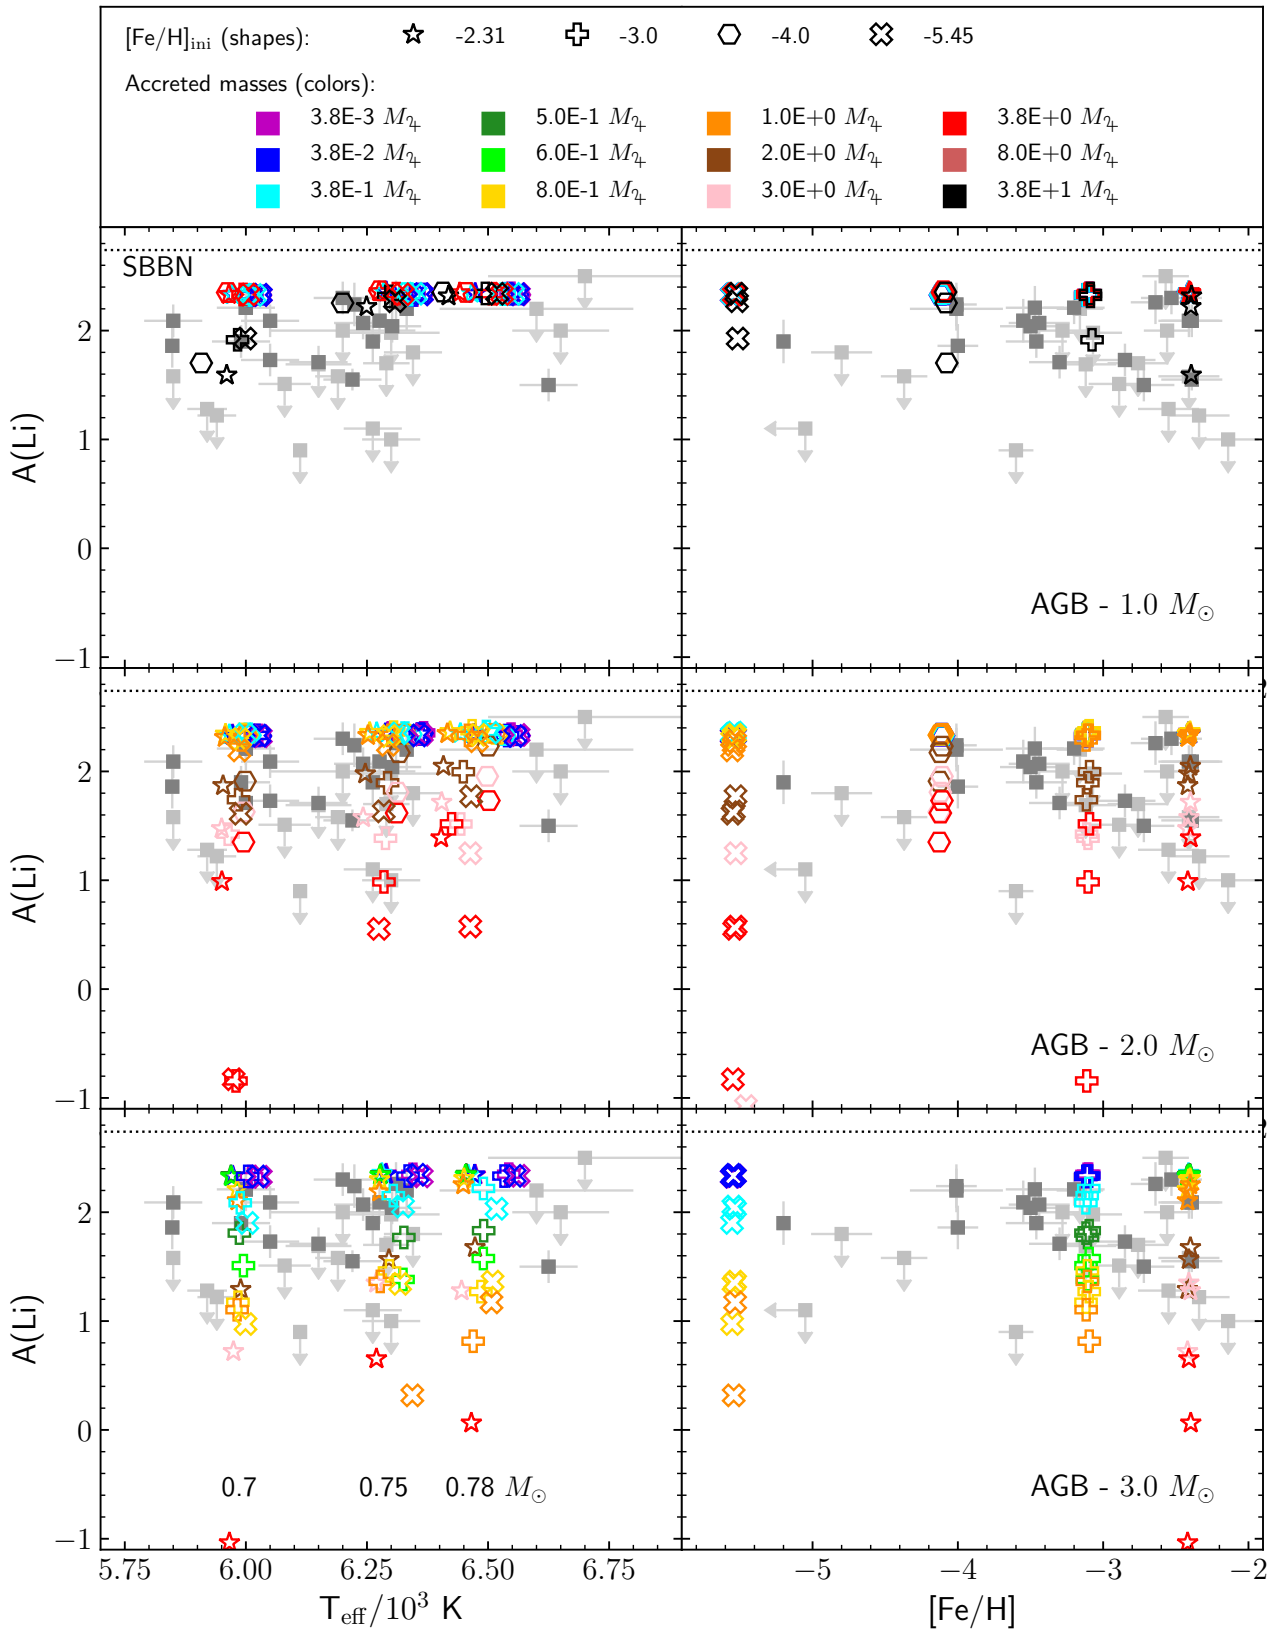 [Fe/H]ini (shapes): -2.31 -3.0 -4.0 -5.45
Accreted masses (colors):
3.8E-3 M♃ 5.0E-1 M♃ 1.0E+0 M♃ 3.8E+0 M♃
3.8E-2 M♃ 6.0E-1 M♃ 2.0E+0 M♃ 8.0E+0 M♃
3.8E-1 M♃ 8.0E-1 M♃ 3.0E+0 M♃ 3.8E+1 M♃
SBBN
2
1
0
−1
A(Li)
AGB - 1.0 M⊙
2
1
0
−1
A(Li)
AGB - 2.0 M⊙
2
1
0
−1
A(Li)
0.7 0.75 0.78 M⊙
AGB - 3.0 M⊙
5.75 6.00 6.25 6.50 6.75
−5 −4 −3 −2
Teff/10³ K
[Fe/H]